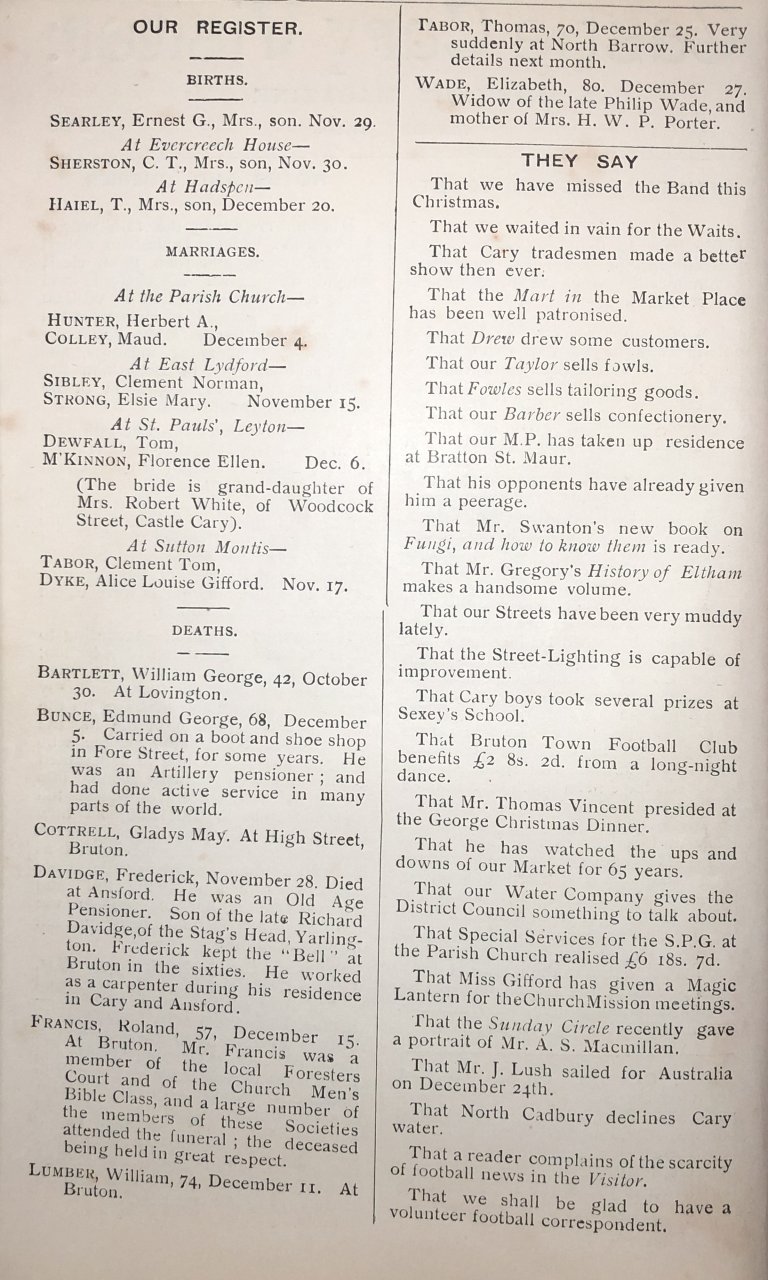 OUR REGISTER.
BIRTHS.
SEARLEY, Ernest G., Mrs., son. Nov. 29.
At Evercreech House—
SHERSTON, C. T., Mrs., son, Nov. 30.
At Hadspen—
HAIEL, T., Mrs., son, December 20.
MARRIAGES.
At the Parish Church—
HUNTER, Herbert A.,
COLLEY, Maud. December 4.
At East Lydford—
SIBLEY, Clement Norman,
STRONG, Elsie Mary. November 15.
At St. Pauls', Leyton—
DEWFALL, Tom,
M'KINNON, Florence Ellen. Dec. 6.
(The bride is grand-daughter of
Mrs. Robert White, of Woodcock
Street, Castle Cary).
At Sutton Montis—
TABOR, Clement Tom,
DYKE, Alice Louise Gifford. Nov. 17.
DEATHS.
BARTLETT, William George, 42, October
30. At Lovington.
BUNCE, Edmund George, 68, December
5. Carried on a boot and shoe shop
in Fore Street, for some years. He
was an Artillery pensioner; and
had done active service in many
parts of the world.
COTTRELL, Gladys May. At High Street,
Bruton.
DAVIDGE, Frederick, November 28. Died
at Ansford. He was an Old Age
Pensioner. Son of the late Richard
Davidge, of the Stag's Head, Yarling-
ton. Frederick kept the "Bell" at
Bruton in the sixties. He worked
as a carpenter during his residence
in Cary and Ansford.
FRANCIS, Roland, 57, December 15.
At Bruton. Mr. Francis was a
member of the local Foresters
Court and of the Church Men's
Bible Class, and a large number of
the members of these Societies
attended the funeral; the deceased
being held in great respect.
LUMBER, William, 74, December 11. At
Bruton.
TABOR, Thomas, 70, December 25. Very
suddenly at North Barrow. Further
details next month.
WADE, Elizabeth, 80. December 27.
Widow of the late Philip Wade, and
mother of Mrs. H. W. P. Porter.
THEY SAY
That we have missed the Band this
Christmas.
That we waited in vain for the Waits.
That Cary tradesmen made a better
show then ever.
That the Mart in the Market Place
has been well patronised.
That Drew drew some customers.
That our Taylor sells fowls.
That Fowles sells tailoring goods.
That our Barber sells confectionery.
That our M.P. has taken up residence
at Bratton St. Maur.
That his opponents have already given
him a peerage.
That Mr. Swanton's new book on
Fungi, and how to know them is ready.
That Mr. Gregory's History of Eltham
makes a handsome volume.
That our Streets have been very muddy
lately.
That the Street-Lighting is capable of
improvement.
That Cary boys took several prizes at
Sexey's School.
That Bruton Town Football Club
benefits £2 8s. 2d. from a long-night
dance.
That Mr. Thomas Vincent presided at
the George Christmas Dinner.
That he has watched the ups and
downs of our Market for 65 years.
That our Water Company gives the
District Council something to talk about.
That Special Services for the S.P.G. at
the Parish Church realised £6 18s. 7d.
That Miss Gifford has given a Magic
Lantern for the Church Mission meetings.
That the Sunday Circle recently gave
a portrait of Mr. A. S. Macmillan.
That Mr. J. Lush sailed for Australia
on December 24th.
That North Cadbury declines Cary
water.
That a reader complains of the scarcity
of football news in the Visitor.
That we shall be glad to have a
volunteer football correspondent.